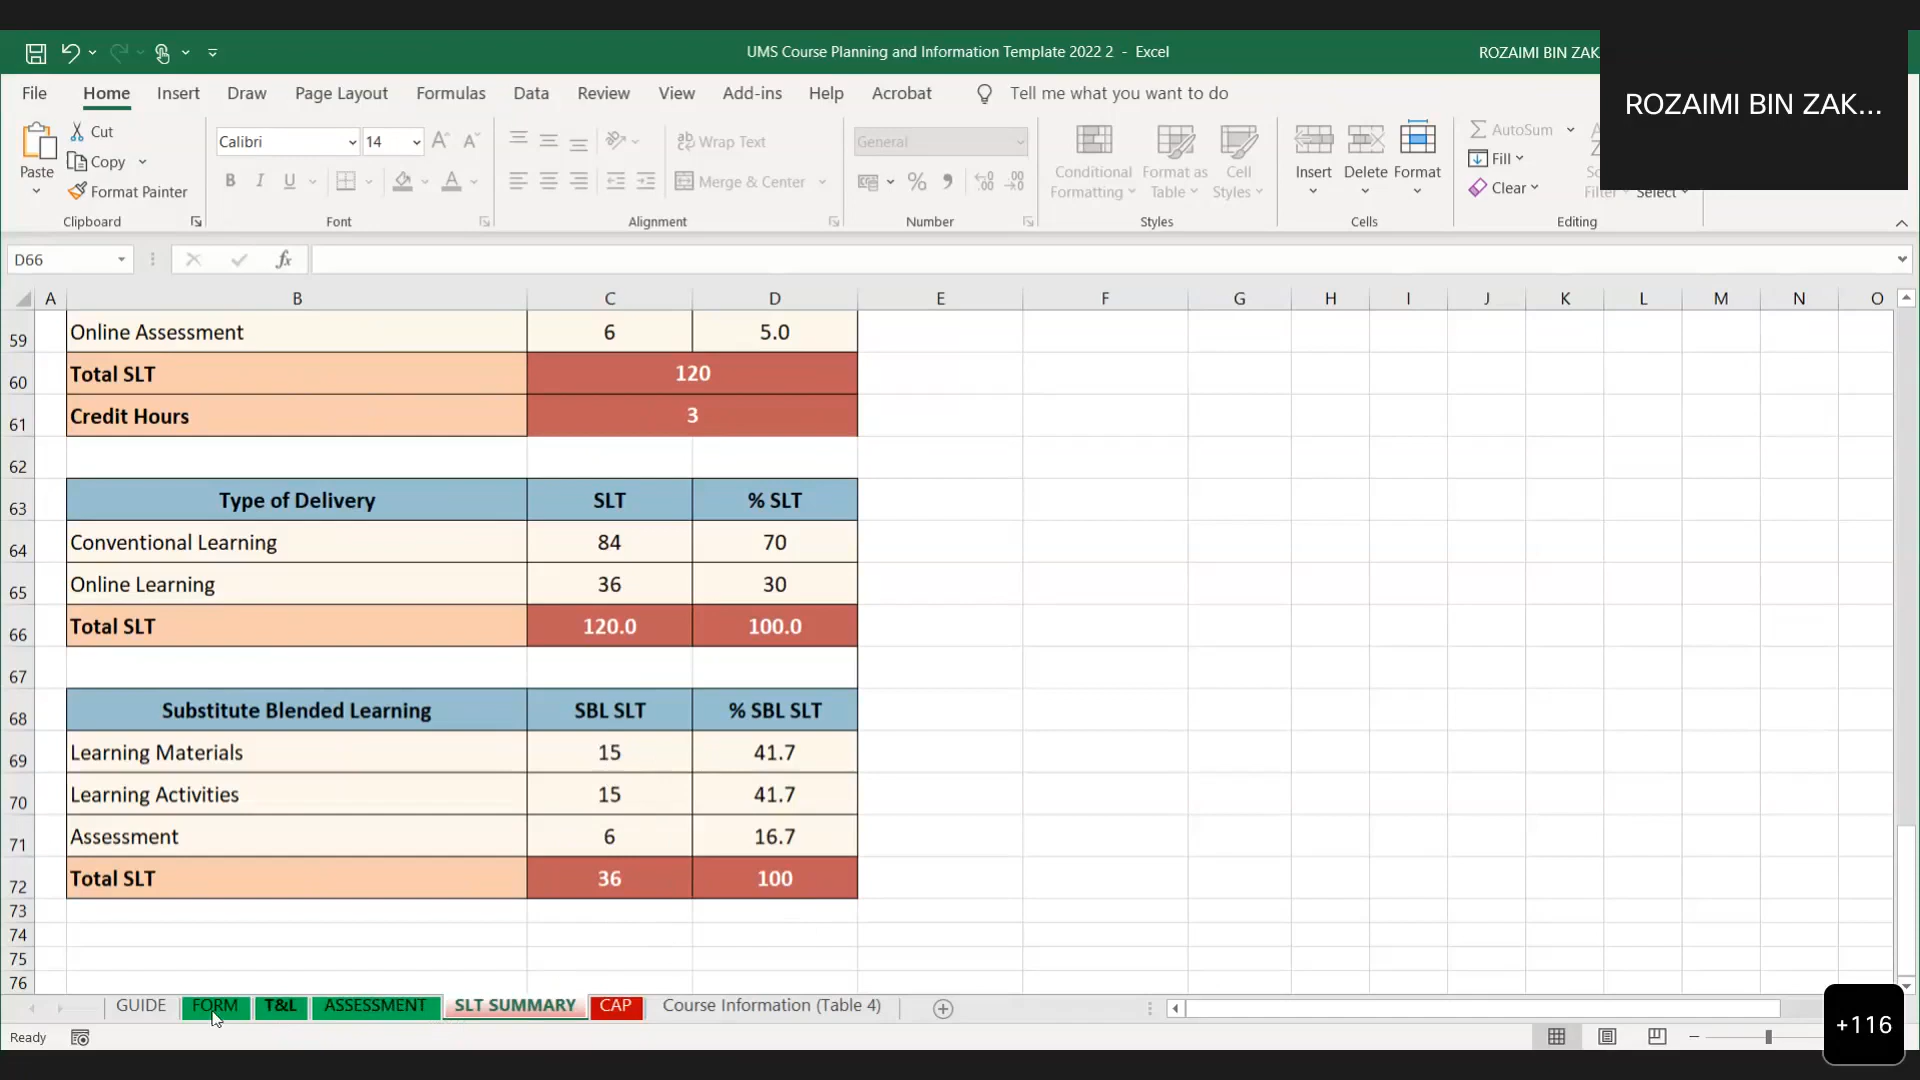 UMS Course Planning and Information Template 2022 2 - Excel
ROZAIMI BIN ZAK
ROZAIMI BIN ZAK...
File Home Insert Draw Page Layout Formulas Data Review View Add-ins Help Acrobat Tell me what you want to do
Paste
Cut
Copy
Format Painter
Clipboard
Calibri 14
B I U
Font
Wrap Text
Merge & Center
Alignment
General
%
Number
Conditional Formatting
Format as Table
Cell Styles
Styles
Insert
Delete
Format
Cells
AutoSum
Fill
Clear
Filter
Select
Editing
D66
fx
A B C D E F G H I J K L M N O
59 Online Assessment 6 5.0
60 Total SLT 120
61 Credit Hours 3
62
63 Type of Delivery SLT % SLT
64 Conventional Learning 84 70
65 Online Learning 36 30
66 Total SLT 120.0 100.0
67
68 Substitute Blended Learning SBL SLT % SBL SLT
69 Learning Materials 15 41.7
70 Learning Activities 15 41.7
71 Assessment 6 16.7
72 Total SLT 36 100
73
74
75
76
GUIDE FORM T&L ASSESSMENT SLT SUMMARY CAP Course Information (Table 4)
Ready
+116